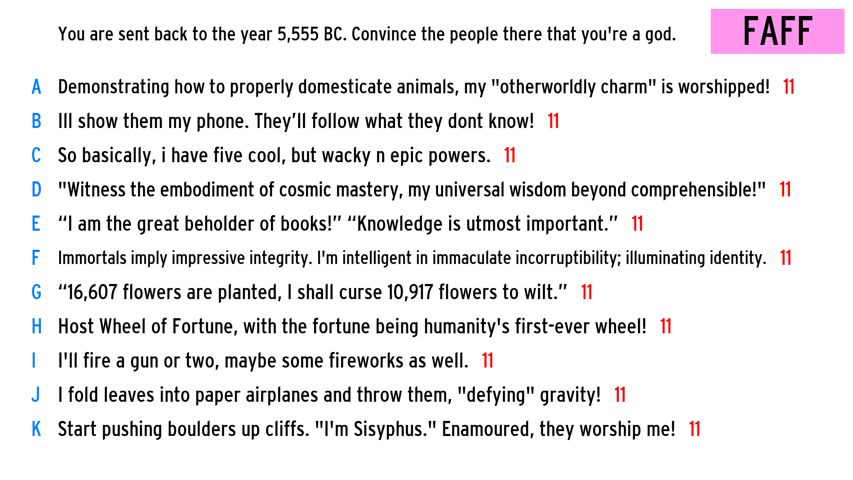 You are sent back to the year 5,555 BC. Convince the people there that you're a god.
FAFF
A Demonstrating how to properly domesticate animals, my "otherworldly charm" is worshipped! 11
B Ill show them my phone. They’ll follow what they dont know! 11
C So basically, i have five cool, but wacky n epic powers. 11
D "Witness the embodiment of cosmic mastery, my universal wisdom beyond comprehensible!" 11
E “I am the great beholder of books!” “Knowledge is utmost important.” 11
F Immortals imply impressive integrity. I'm intelligent in immaculate incorruptibility; illuminating identity. 11
G “16,607 flowers are planted, I shall curse 10,917 flowers to wilt.” 11
H Host Wheel of Fortune, with the fortune being humanity's first-ever wheel! 11
I I'll fire a gun or two, maybe some fireworks as well. 11
J I fold leaves into paper airplanes and throw them, "defying" gravity! 11
K Start pushing boulders up cliffs. "I'm Sisyphus." Enamoured, they worship me! 11